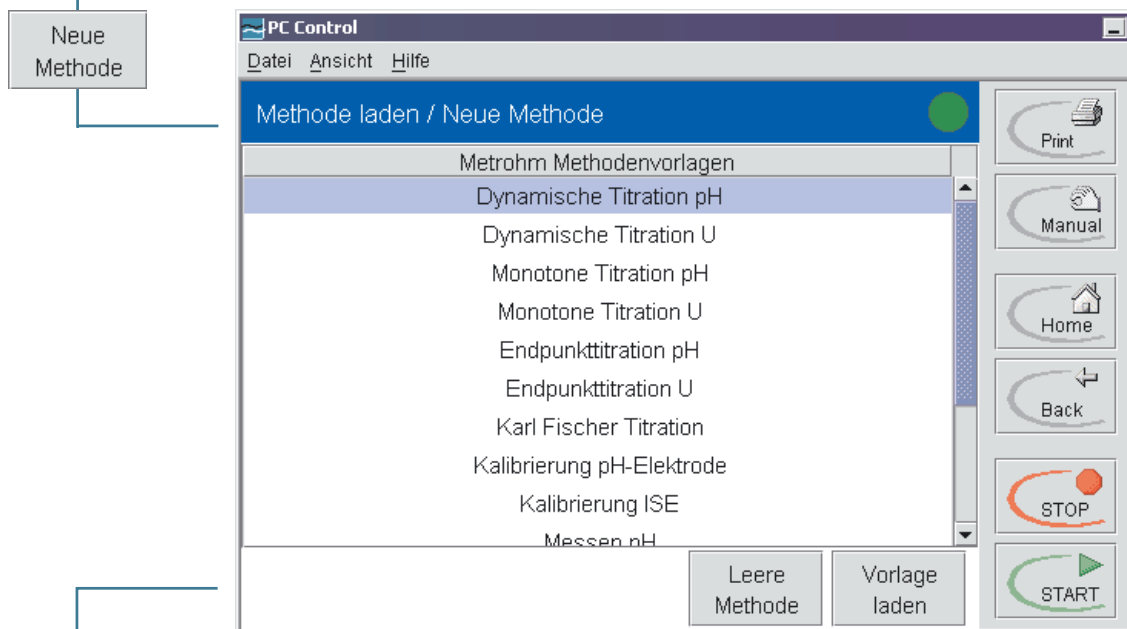 Neue
Methode
PC Control
Datei Ansicht Hilfe
Methode laden / Neue Methode
Metrohm Methodenvorlagen
Dynamische Titration pH
Dynamische Titration U
Monotone Titration pH
Monotone Titration U
Endpunkttitration pH
Endpunkttitration U
Karl Fischer Titration
Kalibrierung pH-Elektrode
Kalibrierung ISE
Messen pH
Leere
Methode
Vorlage
laden
Print
Manual
Home
Back
STOP
START